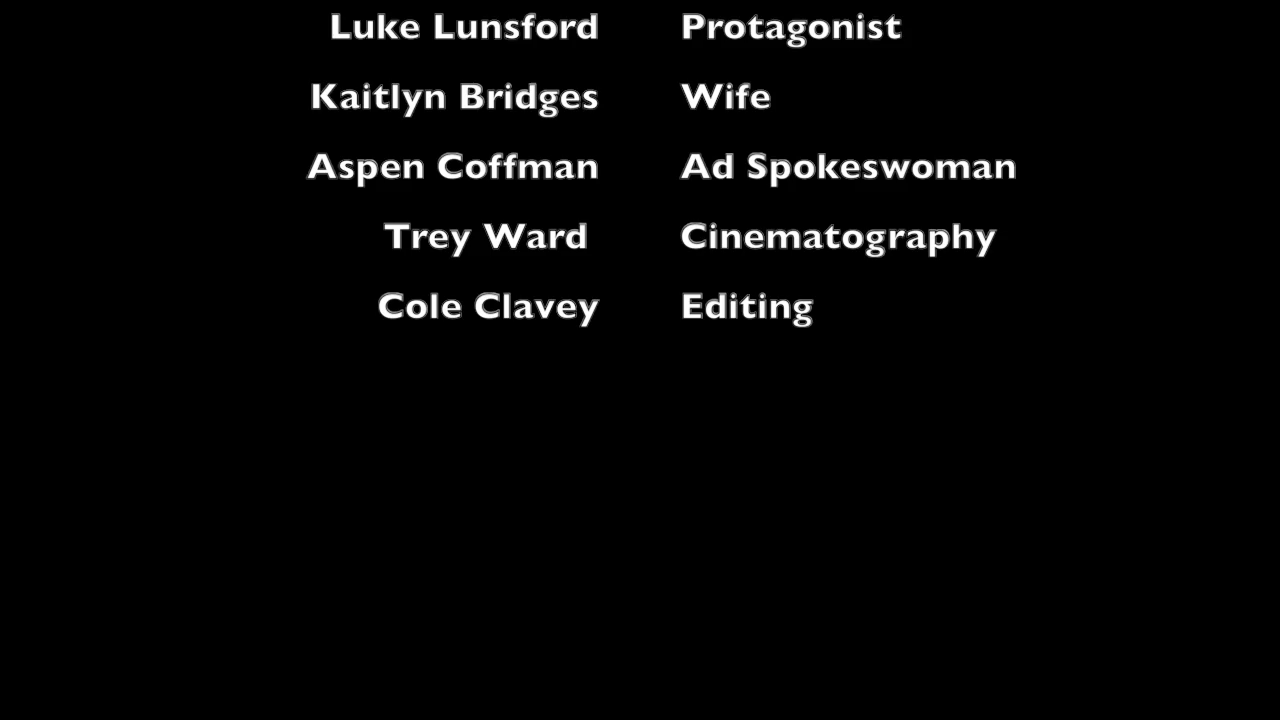 Luke Lunsford Protagonist
Kaitlyn Bridges Wife
Aspen Coffman Ad Spokeswoman
Trey Ward Cinematography
Cole Clavey Editing